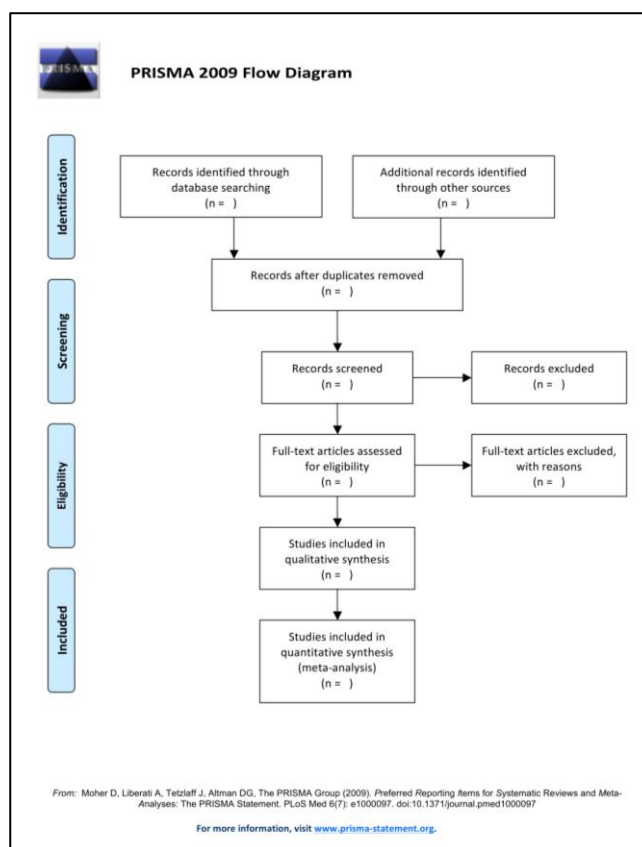 PRISMA
PRISMA 2009 Flow Diagram
Identification
Records identified through
database searching
(n =   )
Additional records identified
through other sources
(n =   )
Records after duplicates removed
(n =   )
Screening
Records screened
(n =   )
Records excluded
(n =   )
Eligibility
Full-text articles assessed
for eligibility
(n =   )
Full-text articles excluded,
with reasons
(n =   )
Studies included in
qualitative synthesis
(n =   )
Included
Studies included in
quantitative synthesis
(meta-analysis)
(n =   )
From: Moher D, Liberati A, Tetzlaff J, Altman DG, The PRISMA Group (2009). Preferred Reporting Items for Systematic Reviews and Meta-
Analyses: The PRISMA Statement. PLoS Med 6(7): e1000097. doi:10.1371/journal.pmed1000097
For more information, visit www.prisma-statement.org.